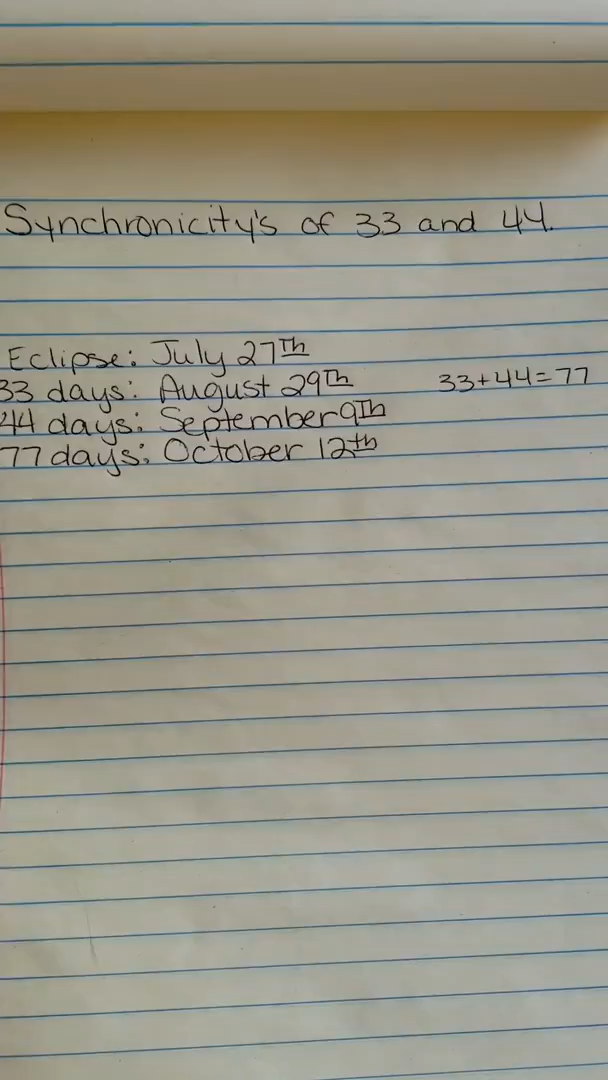 Synchronicity's of 33 and 44.
Eclipse: July 27Th
33 days: August 29Th 33+44=77
44 days: September 9Th
77 days: October 12th